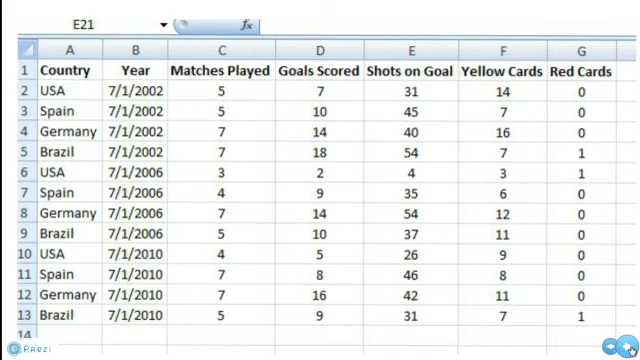 E21 fx
A B C D E F G
1 Country Year Matches Played Goals Scored Shots on Goal Yellow Cards Red Cards
2 USA 7/1/2002 5 7 31 14 0
3 Spain 7/1/2002 5 10 45 7 0
4 Germany 7/1/2002 7 14 40 16 0
5 Brazil 7/1/2002 7 18 54 7 1
6 USA 7/1/2006 3 2 4 3 1
7 Spain 7/1/2006 4 9 35 6 0
8 Germany 7/1/2006 7 14 54 12 0
9 Brazil 7/1/2006 5 10 37 11 0
10 USA 7/1/2010 4 5 26 9 0
11 Spain 7/1/2010 7 8 46 8 0
12 Germany 7/1/2010 7 16 42 11 0
13 Brazil 7/1/2010 5 9 31 7 1
14
Prezi